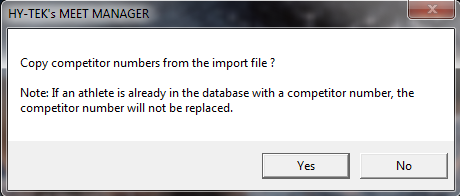 HY-TEK's MEET MANAGER
Copy competitor numbers from the import file ?
Note: If an athlete is already in the database with a competitor number, the
competitor number will not be replaced.
Yes No